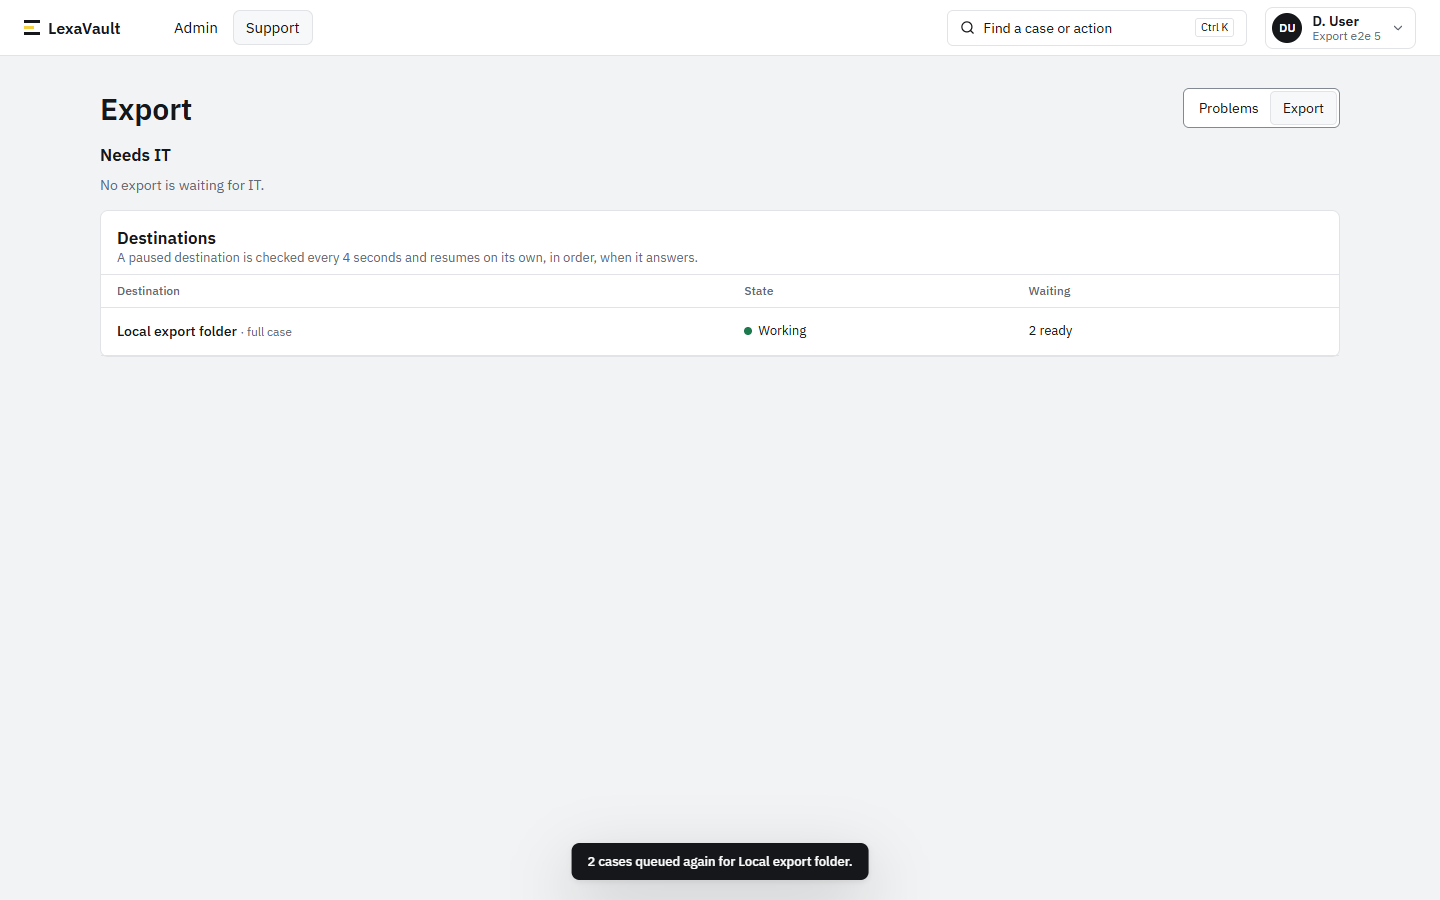 LexaVault
Admin
Support
Find a case or action
Ctrl K
DU
D. User
Export e2e 5
Export
Problems
Export
Needs IT
No export is waiting for IT.
Destinations
A paused destination is checked every 4 seconds and resumes on its own, in order, when it answers.
Destination
State
Waiting
Local export folder · full case
Working
2 ready
2 cases queued again for Local export folder.